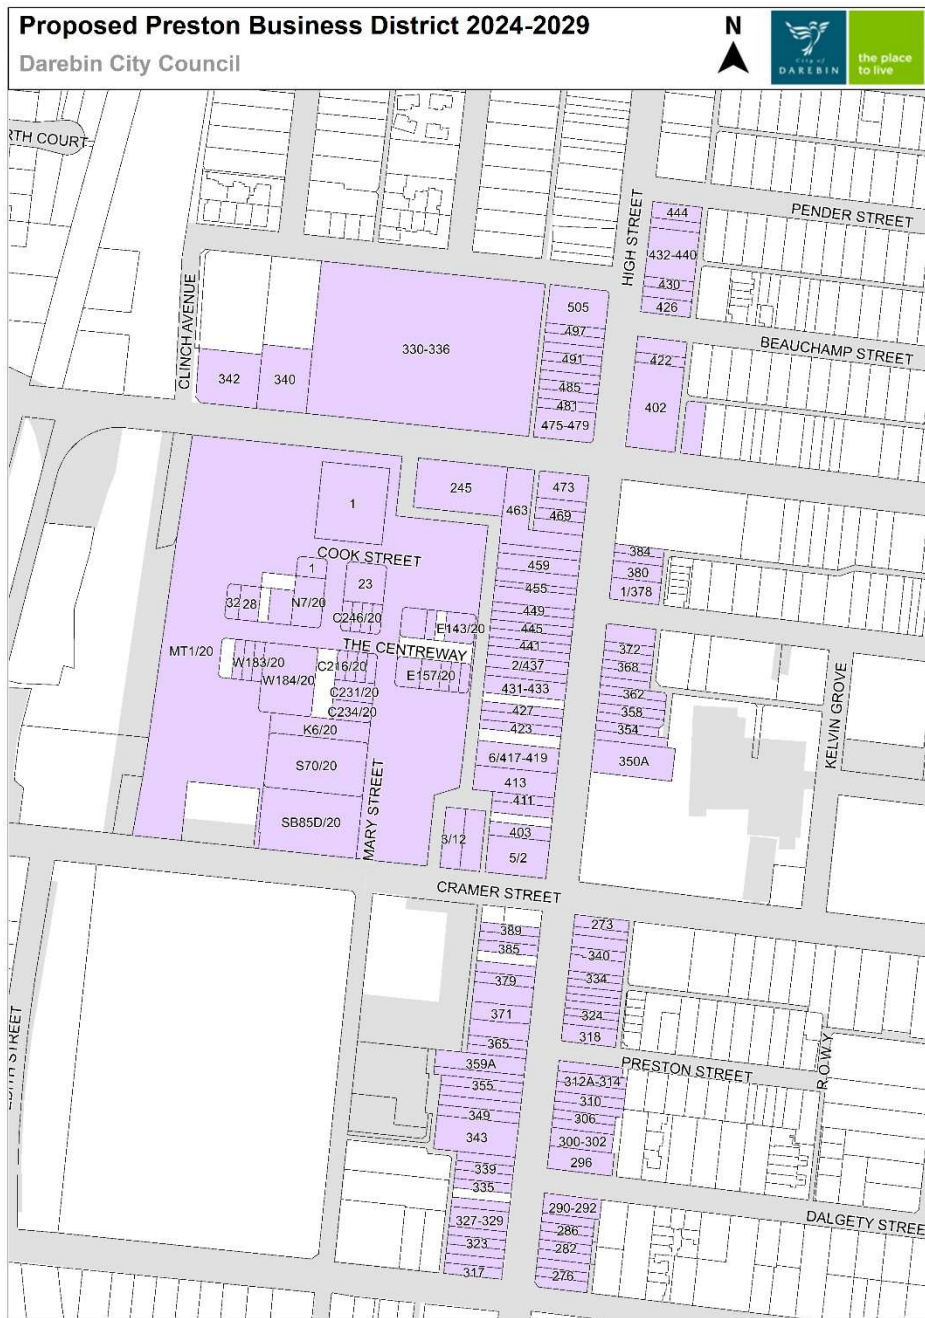 Proposed Preston Business District 2024-2029
Darebin City Council
N
City of
DAREBIN
the place
to live
RTH COURT
PENDER STREET
HIGH STREET
444
432-440
430
426
CLINCH AVENUE
505
497
491
485
481
475-479
330-336
342
340
BEAUCHAMP STREET
422
402
245
463
473
469
1
COOK STREET
1
23
32
28
N7/20
C246/20
E143/20
THE CENTREWAY
MT1/20
W183/20
W184/20
C216/20
C231/20
C234/20
E157/20
K6/20
S70/20
SB85D/20
MARY STREET
459
455
449
445
441
2/437
431-433
427
423
6/417-419
413
411
403
5/2
3/12
384
380
1/378
372
368
362
358
354
350A
KELVIN GROVE
CRAMER STREET
389
385
379
371
365
359A
355
349
343
339
335
327-329
323
317
273
340
334
324
318
PRESTON STREET
R.O.W.Y
312A-314
310
306
300-302
296
DALGETY STREE
290-292
286
282
276